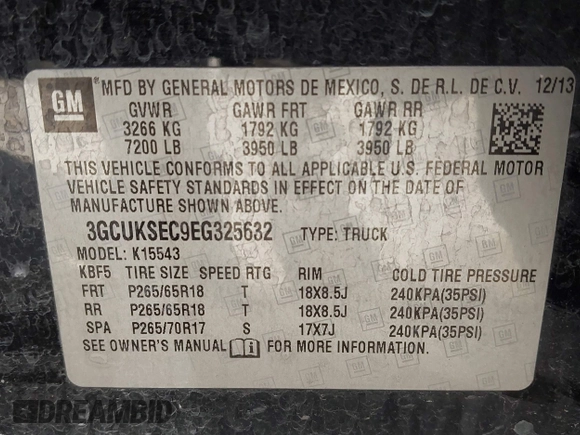 GM
MFD BY GENERAL MOTORS DE MEXICO, S. DE R.L. DE C.V. 12/13
GVWR GAWR FRT GAWR RR
3266 KG 1792 KG 1792 KG
7200 LB 3950 LB 3950 LB
THIS VEHICLE CONFORMS TO ALL APPLICABLE U.S. FEDERAL MOTOR
VEHICLE SAFETY STANDARDS IN EFFECT ON THE DATE OF
MANUFACTURE SHOWN ABOVE.
3GCUKSEC9EG325632 TYPE: TRUCK
MODEL: K15543
KBF5 TIRE SIZE SPEED RTG RIM COLD TIRE PRESSURE
FRT P265/65R18 T 18X8.5J 240KPA(35PSI)
RR P265/65R18 T 18X8.5J 240KPA(35PSI)
SPA P265/70R17 S 17X7J 240KPA(35PSI)
SEE OWNER'S MANUAL FOR MORE INFORMATION.
DREAMBID